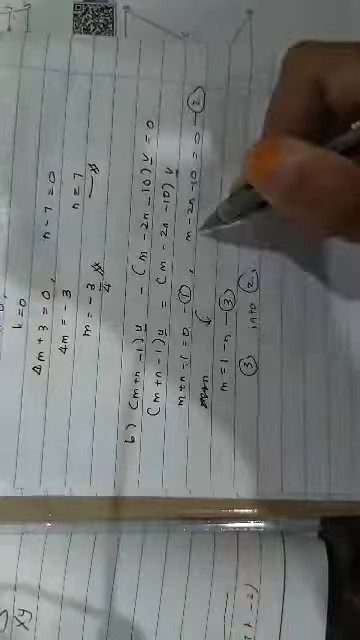 k = 0
4m + 3 = 0 , n - 7 = 0
4m = -3 n = 7
m = -3/4
b) (m+n-1)u - (m-2n-10)v = 0
(m+n-1)u = (m-2n-10)v
m+n-1=0 -① , m-2n-10=0 -②
m = 1-n -③
③ into ②,
xy